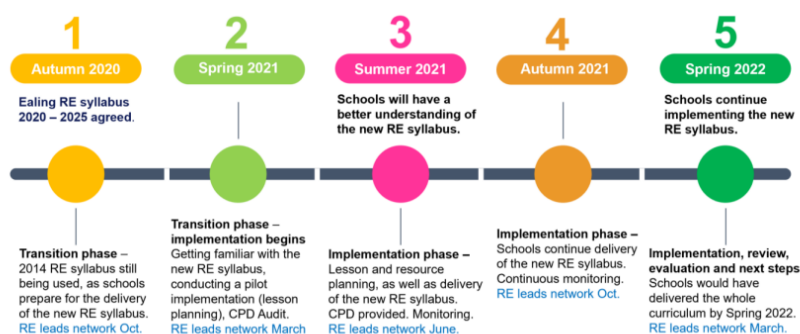 1
Autumn 2020
Ealing RE syllabus
2020 – 2025 agreed.
Transition phase –
2014 RE syllabus still
being used, as schools
prepare for the delivery
of the new RE syllabus.
RE leads network Oct.
2
Spring 2021
Transition phase –
implementation begins
Getting familiar with the
new RE syllabus,
conducting a pilot
implementation (lesson
planning), CPD Audit.
RE leads network March
3
Summer 2021
Schools will have a
better understanding of
the new RE syllabus.
Implementation phase –
Lesson and resource
planning, as well as delivery
of the new RE syllabus.
CPD provided. Monitoring.
RE leads network June.
4
Autumn 2021
Implementation phase –
Schools continue delivery
of the new RE syllabus.
Continuous monitoring.
RE leads network Oct.
5
Spring 2022
Schools continue
implementing the new
RE syllabus.
Implementation, review,
evaluation and next steps
Schools would have
delivered the whole
curriculum by Spring 2022.
RE leads network March.